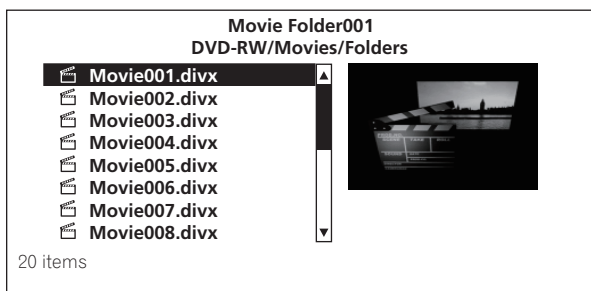 Movie Folder001
DVD-RW/Movies/Folders
Movie001.divx
Movie002.divx
Movie003.divx
Movie004.divx
Movie005.divx
Movie006.divx
Movie007.divx
Movie008.divx
20 items